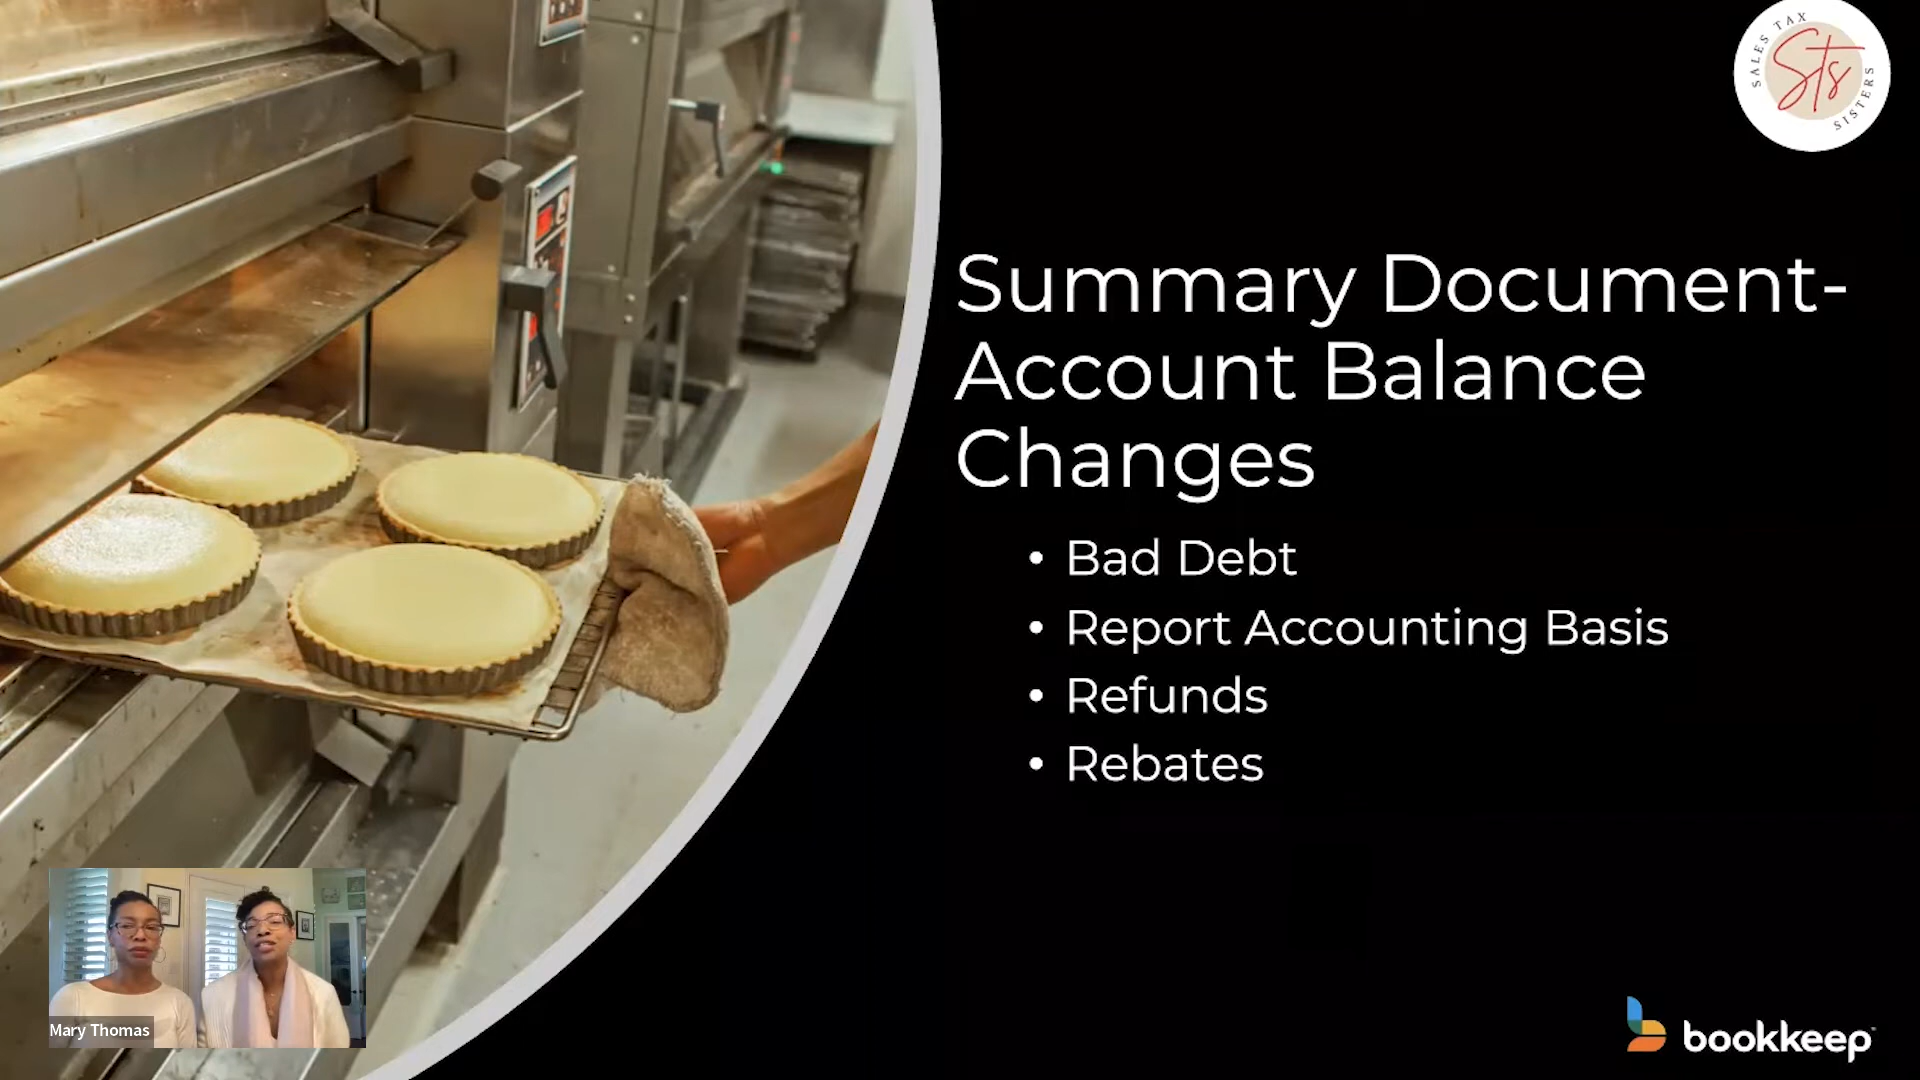 SALES TAX
STS
SISTERS
Summary Document-
Account Balance
Changes
• Bad Debt
• Report Accounting Basis
• Refunds
• Rebates
Mary Thomas
bookkeep